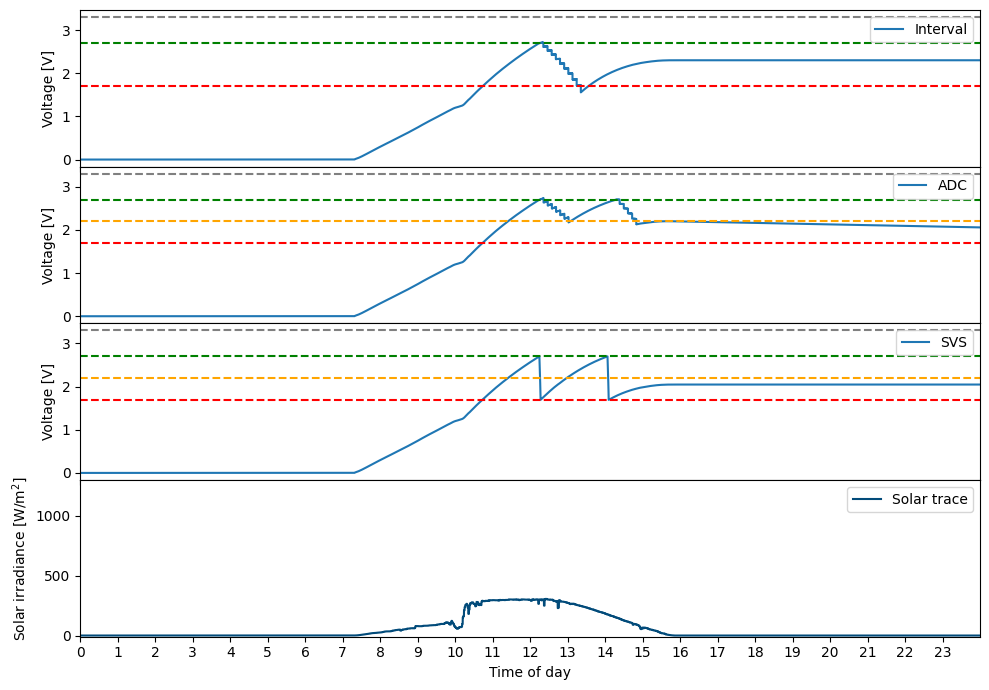 Voltage [V]
3
2
1
0
Interval
Voltage [V]
3
2
1
0
ADC
Voltage [V]
3
2
1
0
SVS
Solar irradiance [W/m²]
1000
500
0
Solar trace
0 1 2 3 4 5 6 7 8 9 10 11 12 13 14 15 16 17 18 19 20 21 22 23
Time of day